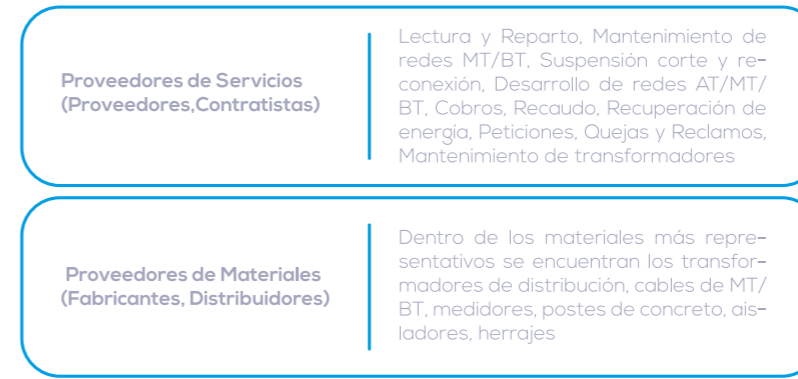 Proveedores de Servicios
(Proveedores,Contratistas)
Lectura y Reparto, Mantenimiento de
redes MT/BT, Suspensión corte y re-
conexión, Desarrollo de redes AT/MT/
BT, Cobros, Recaudo, Recuperación de
energía, Peticiones, Quejas y Reclamos,
Mantenimiento de transformadores
Proveedores de Materiales
(Fabricantes, Distribuidores)
Dentro de los materiales más repre-
sentativos se encuentran los transfor-
madores de distribución, cables de MT/
BT, medidores, postes de concreto, ais-
ladores, herrajes